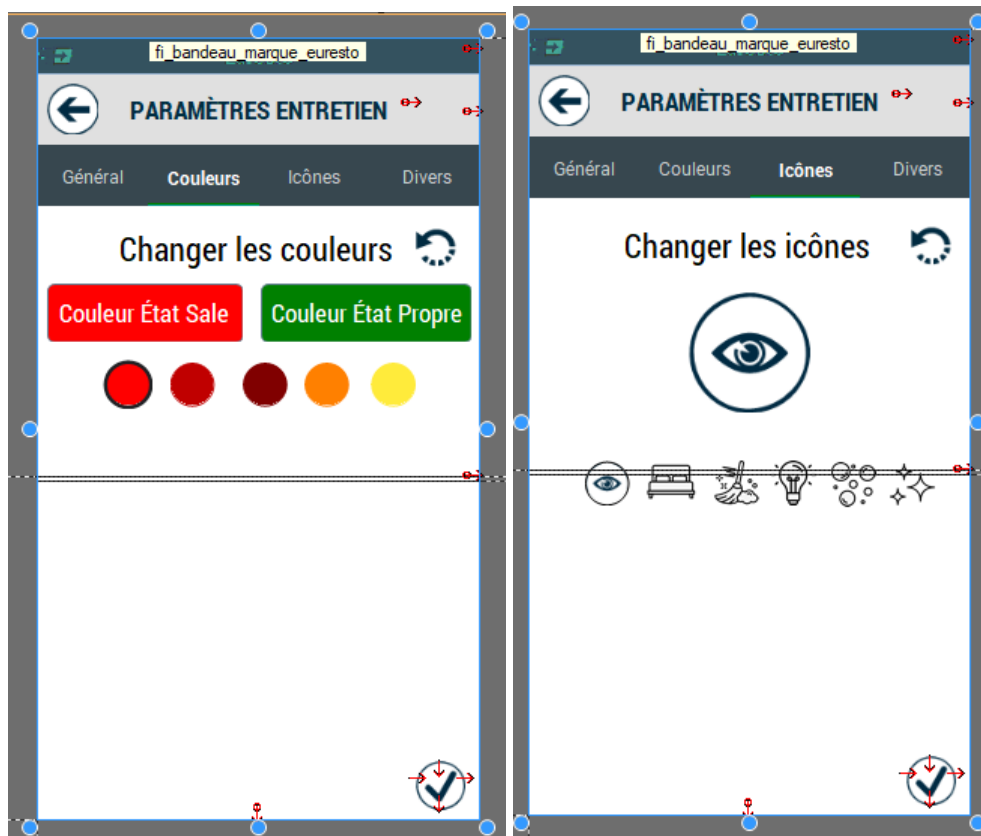 fi_bandeau_marque_euresto
PARAMÈTRES ENTRETIEN
Général Couleurs Icônes Divers
Changer les couleurs
Couleur État Sale Couleur État Propre
fi_bandeau_marque_euresto
PARAMÈTRES ENTRETIEN
Général Couleurs Icônes Divers
Changer les icônes